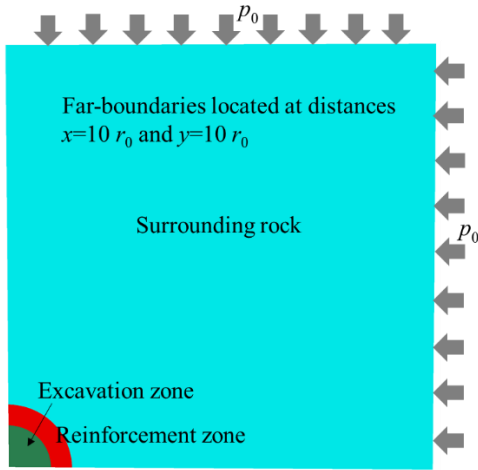 p₀
Far-boundaries located at distances
x=10 r₀ and y=10 r₀
Surrounding rock
p₀
Excavation zone
Reinforcement zone